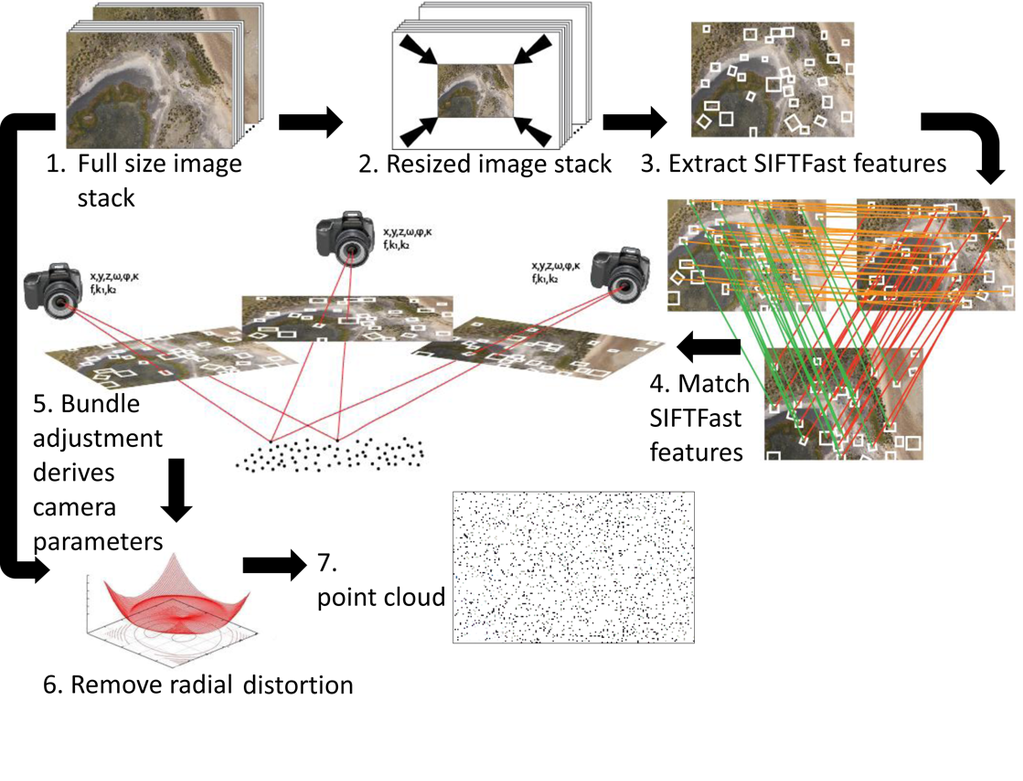 1. Full size image
stack
2. Resized image stack
3. Extract SIFTFast features
x,y,z,ω,φ,κ
f,k₁,k₂
x,y,z,ω,φ,κ
f,k₁,k₂
x,y,z,ω,φ,κ
f,k₁,k₂
4. Match
SIFTFast
features
5. Bundle
adjustment
derives
camera
parameters
6. Remove radial distortion
7.
point cloud